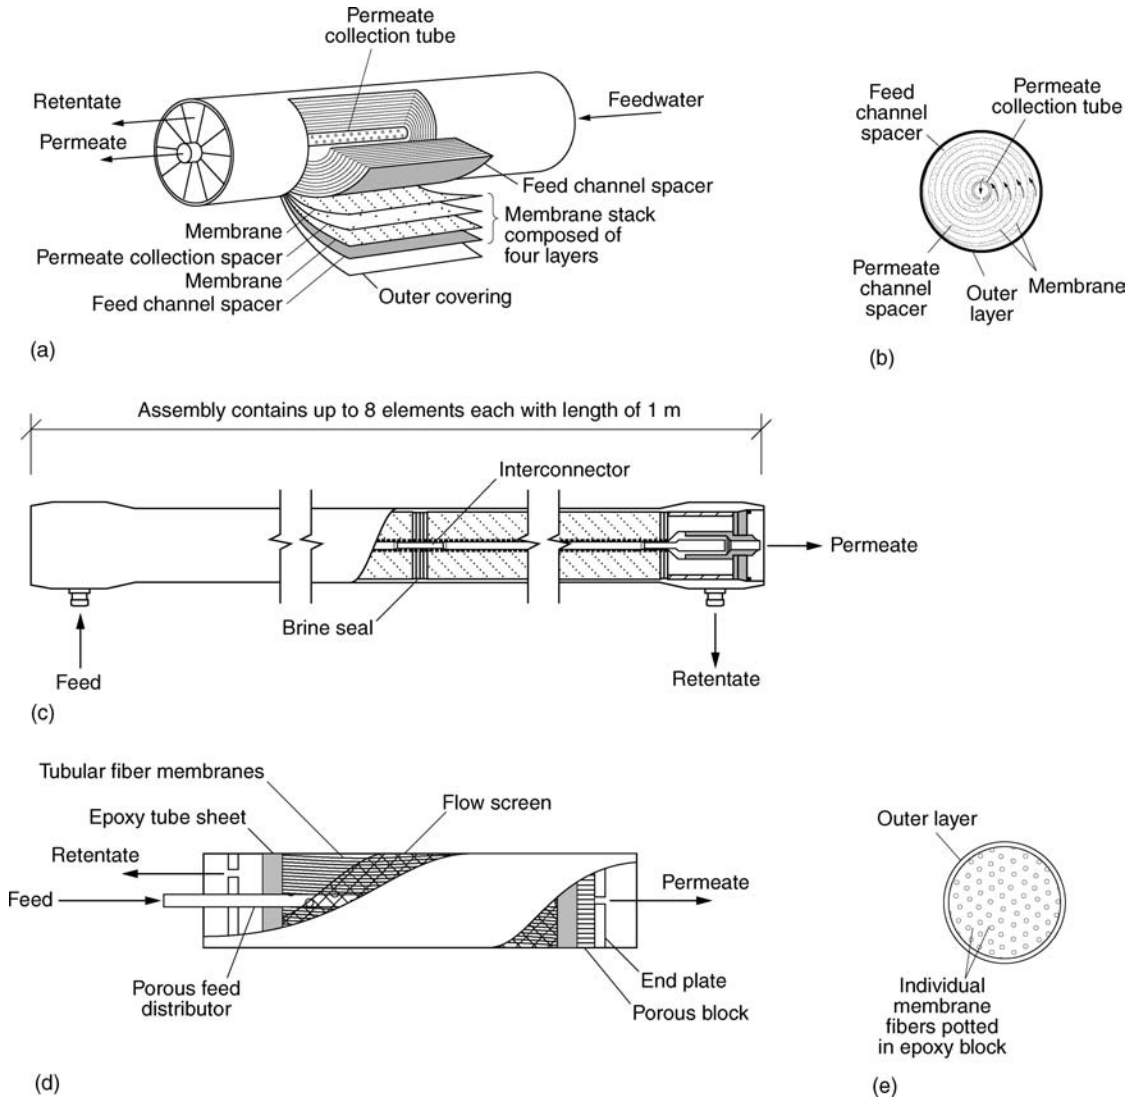 Permeate
collection tube
Retentate
Permeate
Feedwater
Feed channel spacer
Membrane
Permeate collection spacer
Membrane
Feed channel spacer
Membrane stack
composed of
four layers
Outer covering
(a)
Feed
channel
spacer
Permeate
collection tube
Permeate
channel
spacer
Outer
layer
Membrane
(b)
Assembly contains up to 8 elements each with length of 1 m
Interconnector
Permeate
Brine seal
Feed
Retentate
(c)
Tubular fiber membranes
Flow screen
Epoxy tube sheet
Retentate
Feed
Permeate
Porous feed
distributor
End plate
Porous block
(d)
Outer layer
Individual
membrane
fibers potted
in epoxy block
(e)